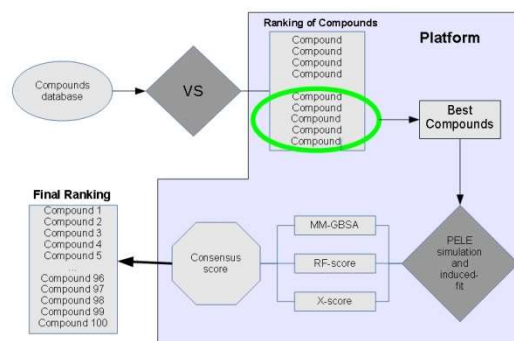 Ranking of Compounds
Platform
Compound
Compound
Compound
Compound
Compound
Compound
Compound
Compound
Compound
Compounds
database
VS
Best
Compounds
Final Ranking
Compound 1
Compound 2
Compound 3
Compound 4
Compound 5
...
Compound 96
Compound 97
Compound 98
Compound 99
Compound 100
Consensus
score
MM-GBSA
RF-score
X-score
PELE
simulation
and
induced-
fit